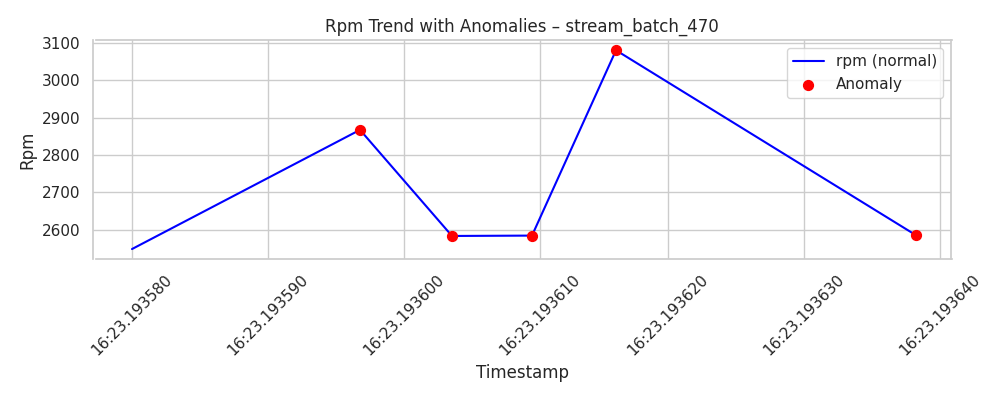 Rpm Trend with Anomalies – stream_batch_470
rpm (normal)
Anomaly
Rpm
3100
3000
2900
2800
2700
2600
16:23.193580
16:23.193590
16:23.193600
16:23.193610
16:23.193620
16:23.193630
16:23.193640
Timestamp